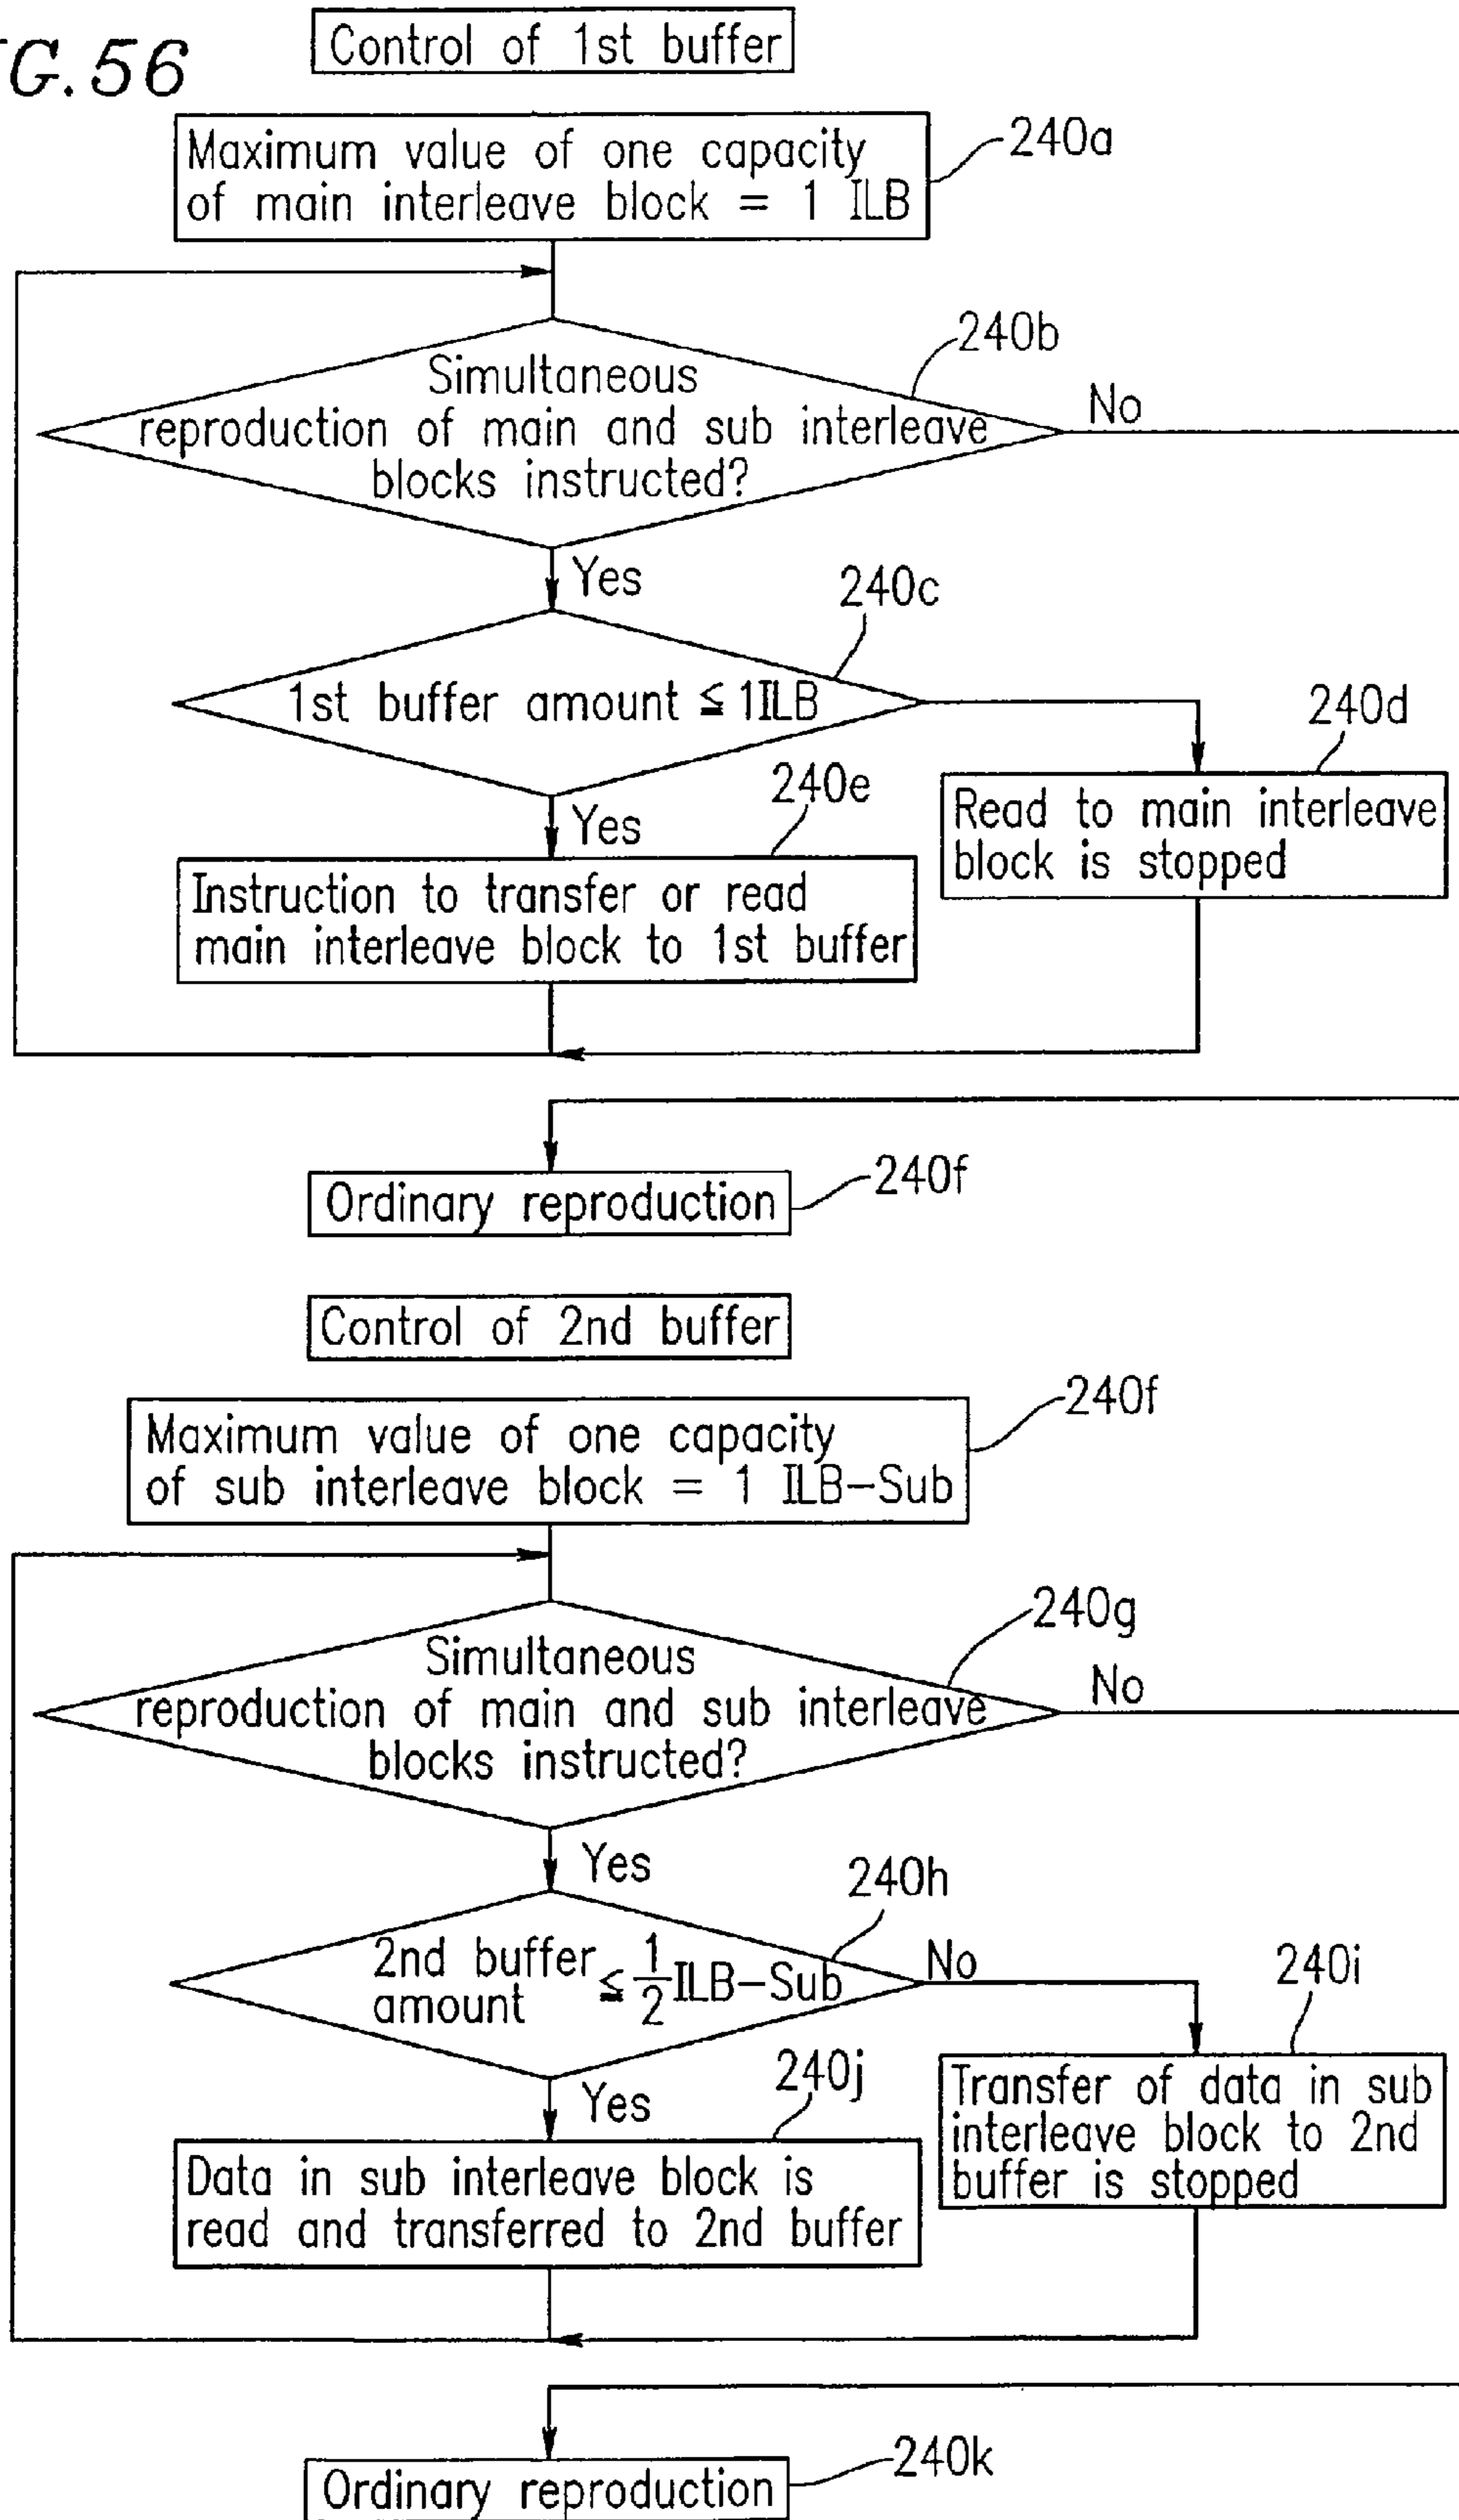 G.56
Control of 1st buffer
Maximum value of one capacity
of main interleave block = 1 ILB
240a
240b
Simultaneous
reproduction of main and sub interleave
blocks instructed?
No
Yes
240c
1st buffer amount ≦ 1ILB
240d
Read to main interleave
block is stopped
Yes
240e
Instruction to transfer or read
main interleave block to 1st buffer
Ordinary reproduction
240f
Control of 2nd buffer
240f
Maximum value of one capacity
of sub interleave block = 1 ILB-Sub
240g
Simultaneous
reproduction of main and sub interleave
blocks instructed?
No
Yes
240h
2nd buffer
amount ≦ 1/2 ILB-Sub
No
240i
Transfer of data in sub
interleave block to 2nd
buffer is stopped
Yes
240j
Data in sub interleave block is
read and transferred to 2nd buffer
240k
Ordinary reproduction